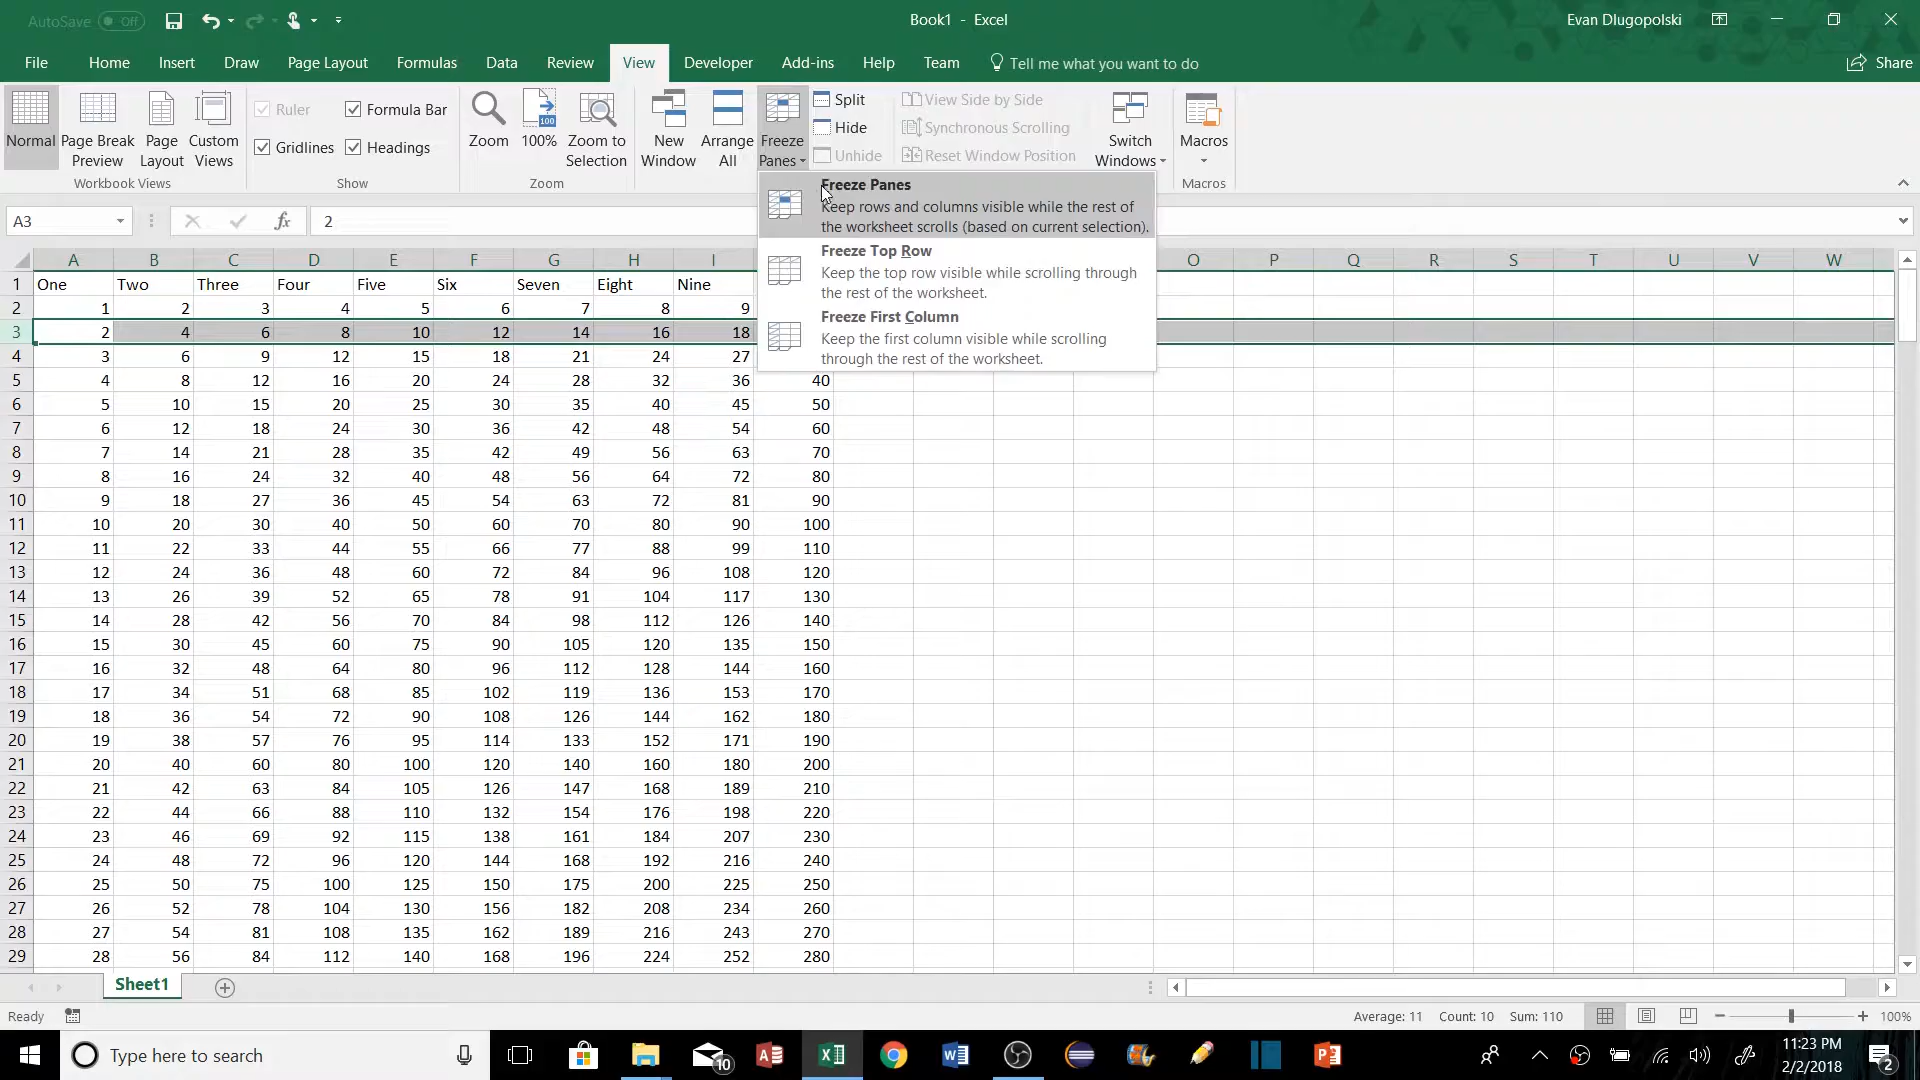 AutoSave Off
Book1 - Excel
Evan Dlugopolski
File Home Insert Draw Page Layout Formulas Data Review View Developer Add-ins Help Team Tell me what you want to do Share
Normal Page Break Preview Page Layout Custom Views
Workbook Views
Ruler Formula Bar
Gridlines Headings
Show
Zoom 100% Zoom to Selection
100
Zoom
New Window Arrange All Freeze Panes
Split
Hide
Unhide
View Side by Side
Synchronous Scrolling
Reset Window Position
Switch Windows
Macros
Macros
Freeze Panes
Keep rows and columns visible while the rest of
the worksheet scrolls (based on current selection).
Freeze Top Row
Keep the top row visible while scrolling through
the rest of the worksheet.
Freeze First Column
Keep the first column visible while scrolling
through the rest of the worksheet.
A3 fx 2
A B C D E F G H I O P Q R S T U V W
1 One Two Three Four Five Six Seven Eight Nine
2 1 2 3 4 5 6 7 8 9
3 2 4 6 8 10 12 14 16 18
4 3 6 9 12 15 18 21 24 27
5 4 8 12 16 20 24 28 32 36 40
6 5 10 15 20 25 30 35 40 45 50
7 6 12 18 24 30 36 42 48 54 60
8 7 14 21 28 35 42 49 56 63 70
9 8 16 24 32 40 48 56 64 72 80
10 9 18 27 36 45 54 63 72 81 90
11 10 20 30 40 50 60 70 80 90 100
12 11 22 33 44 55 66 77 88 99 110
13 12 24 36 48 60 72 84 96 108 120
14 13 26 39 52 65 78 91 104 117 130
15 14 28 42 56 70 84 98 112 126 140
16 15 30 45 60 75 90 105 120 135 150
17 16 32 48 64 80 96 112 128 144 160
18 17 34 51 68 85 102 119 136 153 170
19 18 36 54 72 90 108 126 144 162 180
20 19 38 57 76 95 114 133 152 171 190
21 20 40 60 80 100 120 140 160 180 200
22 21 42 63 84 105 126 147 168 189 210
23 22 44 66 88 110 132 154 176 198 220
24 23 46 69 92 115 138 161 184 207 230
25 24 48 72 96 120 144 168 192 216 240
26 25 50 75 100 125 150 175 200 225 250
27 26 52 78 104 130 156 182 208 234 260
28 27 54 81 108 135 162 189 216 243 270
29 28 56 84 112 140 168 196 224 252 280
Sheet1
Ready
Average: 11 Count: 10 Sum: 110
100%
Type here to search
10
11:23 PM
2/2/2018
2